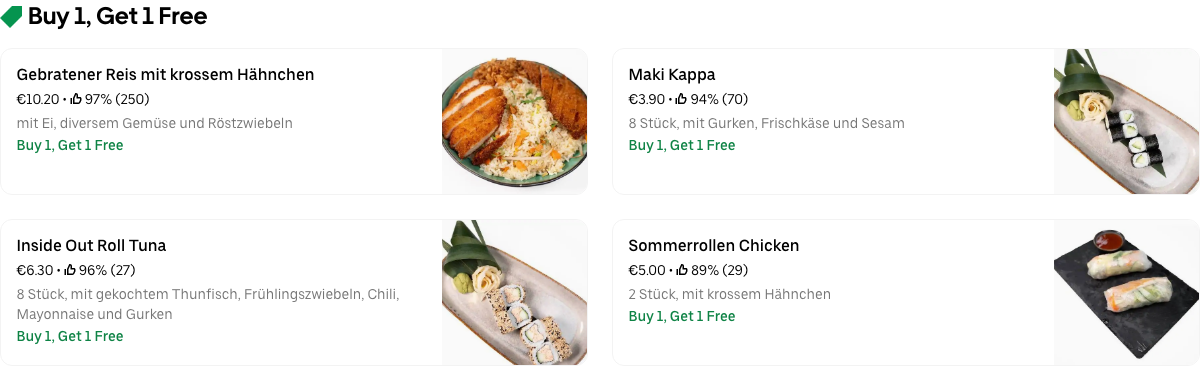 Buy 1, Get 1 Free
Gebratener Reis mit krossem Hähnchen
€10.20 • 97% (250)
mit Ei, diversem Gemüse und Röstzwiebeln
Buy 1, Get 1 Free
Maki Kappa
€3.90 • 94% (70)
8 Stück, mit Gurken, Frischkäse und Sesam
Buy 1, Get 1 Free
Inside Out Roll Tuna
€6.30 • 96% (27)
8 Stück, mit gekochtem Thunfisch, Frühlingszwiebeln, Chili,
Mayonnaise und Gurken
Buy 1, Get 1 Free
Sommerrollen Chicken
€5.00 • 89% (29)
2 Stück, mit krossem Hähnchen
Buy 1, Get 1 Free